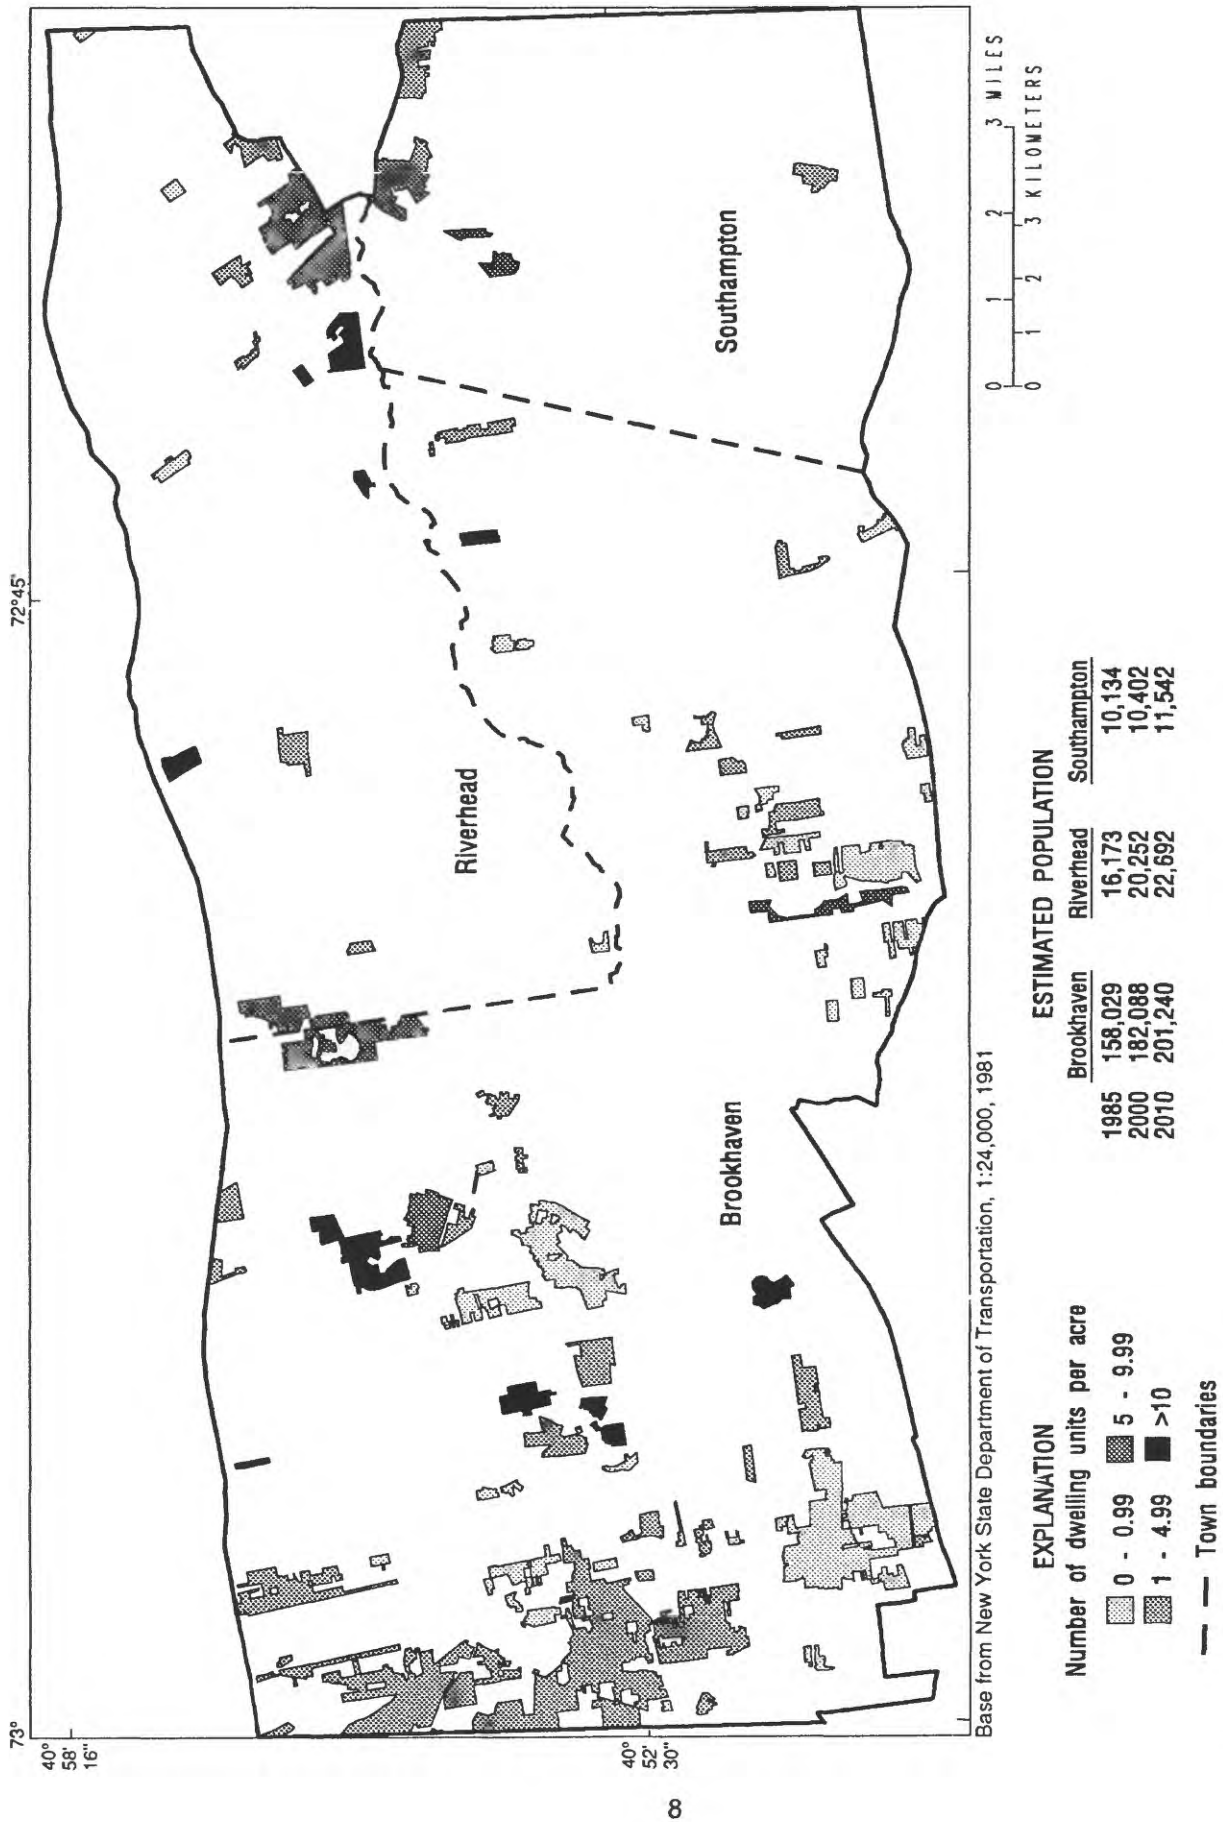 73°
72°45'
40°
58'
16"
40°
52'
30"
Riverhead
Brookhaven
Southampton
0 1 2 3 MILES
0 1 2 3 KILOMETERS
Base from New York State Department of Transportation, 1:24,000, 1981
EXPLANATION
Number of dwelling units per acre
0 - 0.99 5 - 9.99
1 - 4.99 >10
Town boundaries
ESTIMATED POPULATION
Brookhaven Riverhead Southampton
1985 158,029 16,173 10,134
2000 182,088 20,252 10,402
2010 201,240 22,692 11,542
8